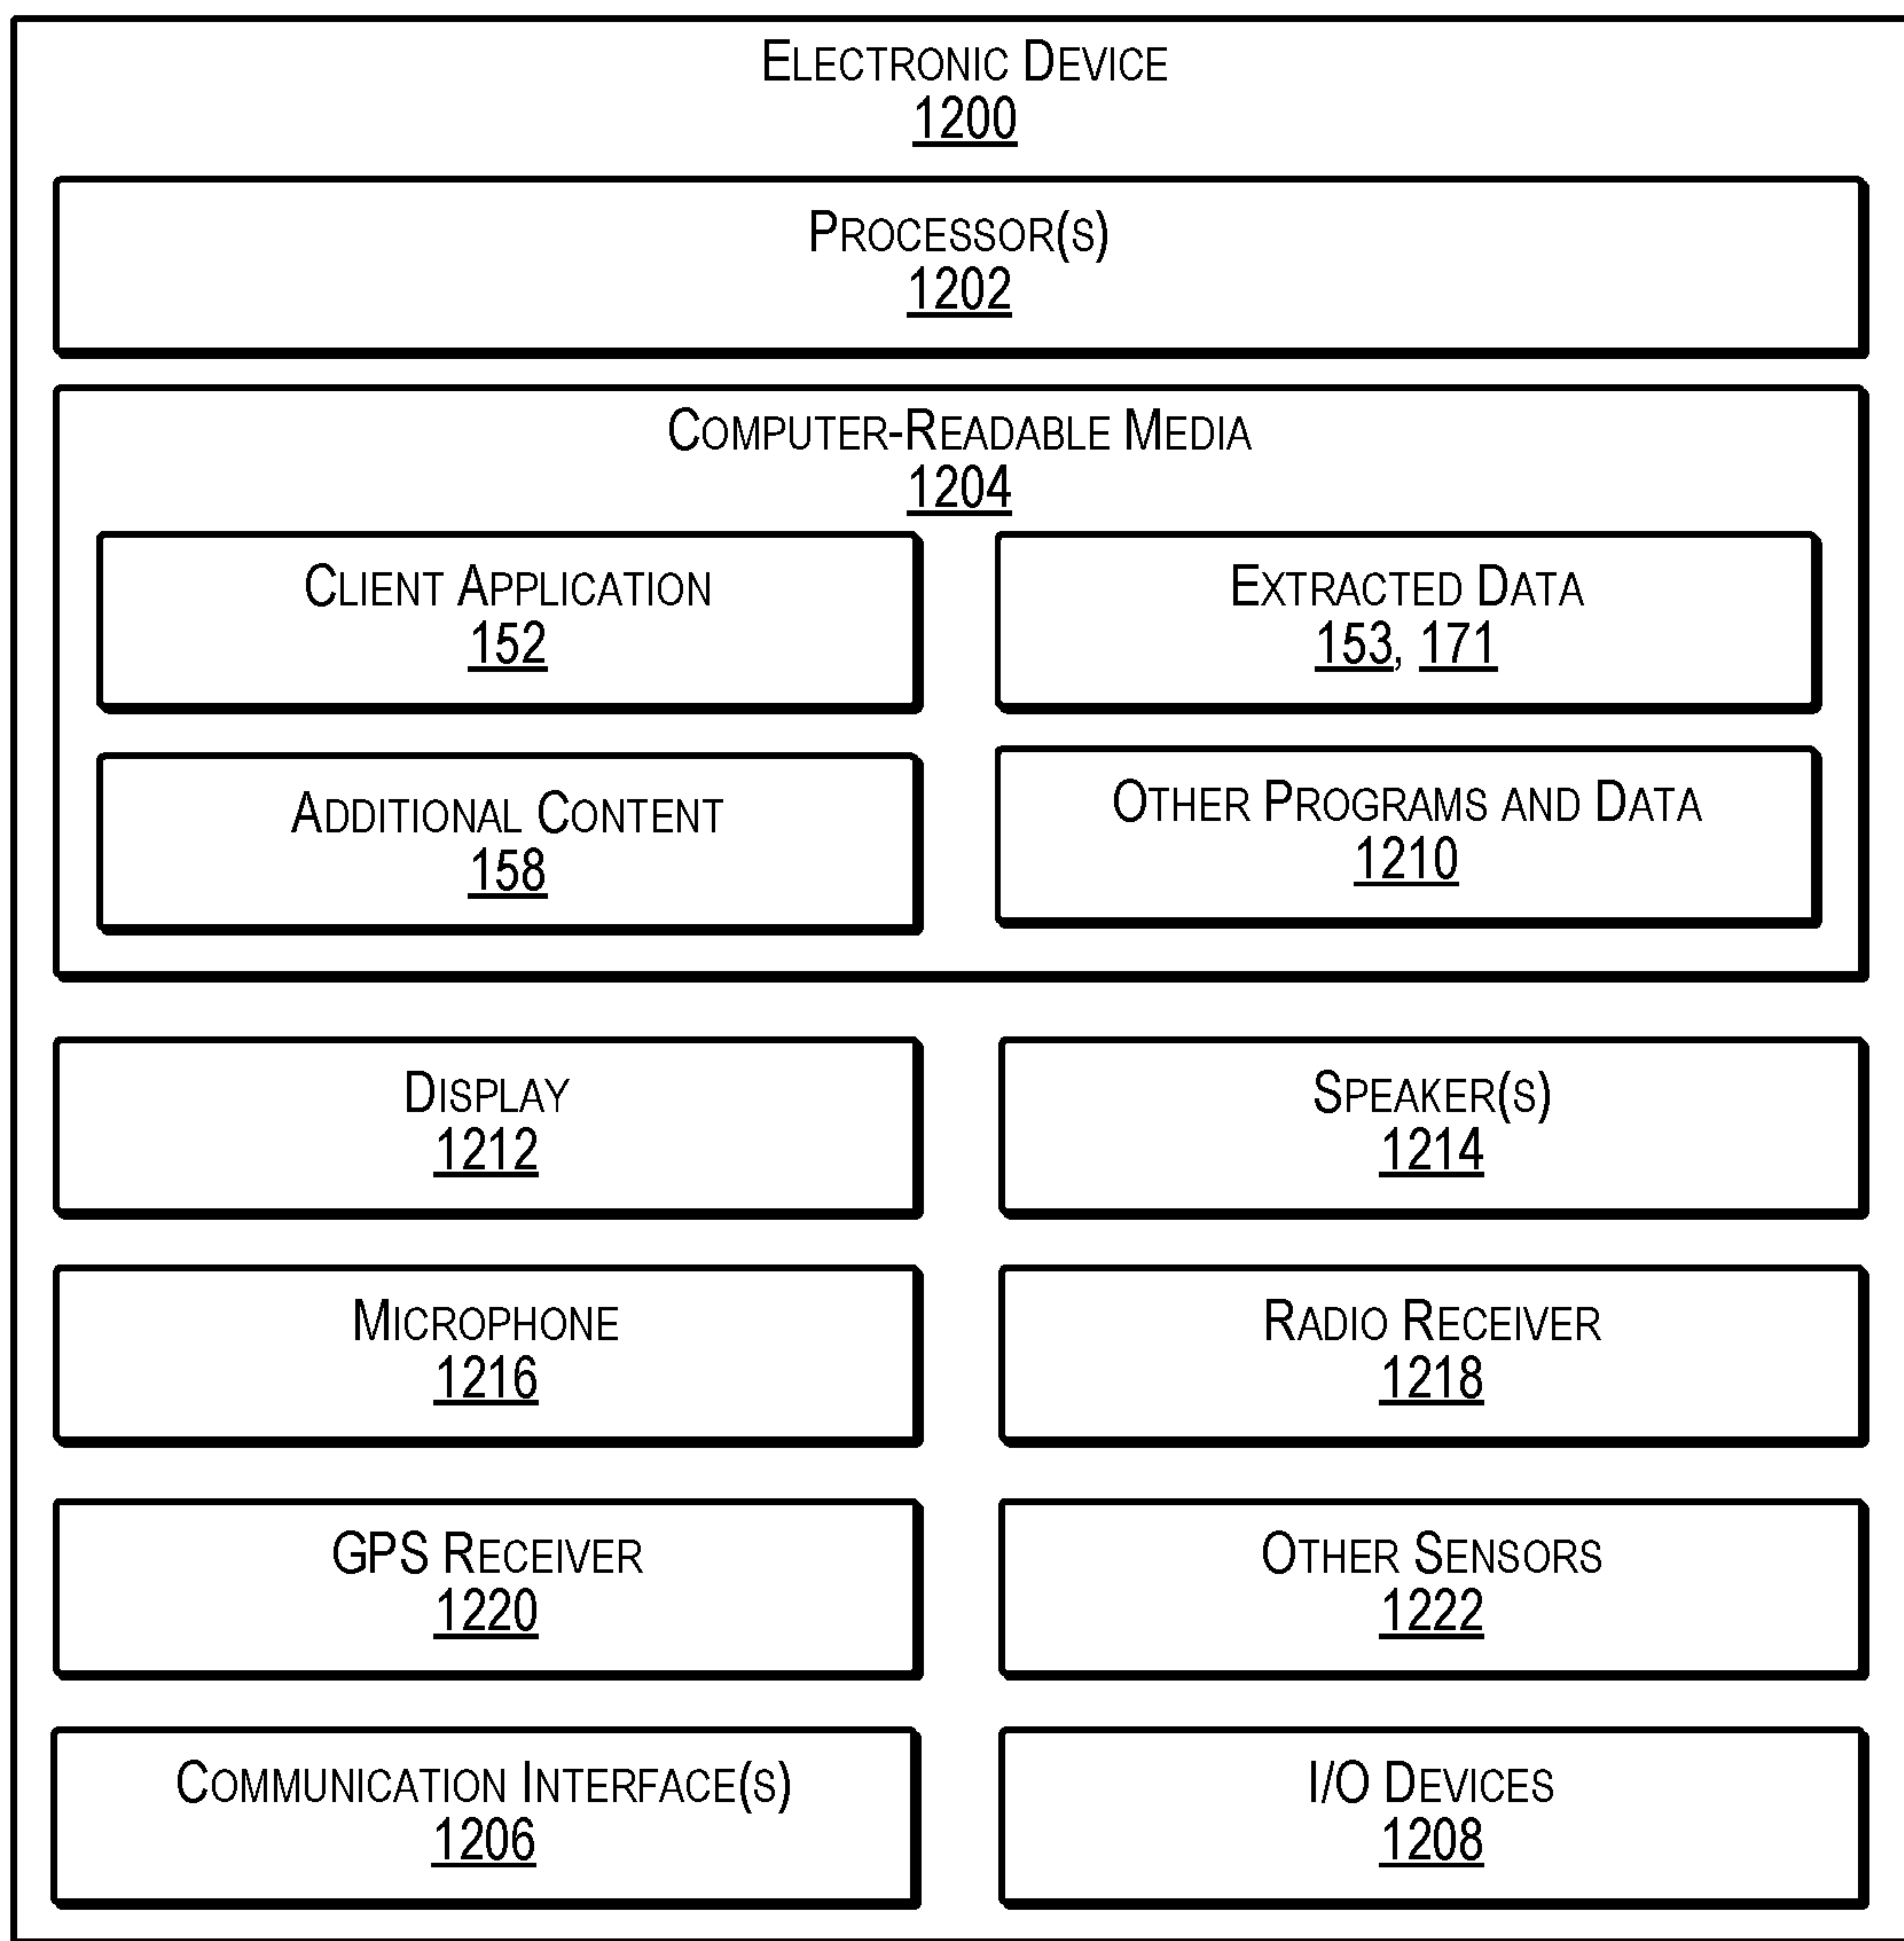 ELECTRONIC DEVICE
1200
PROCESSOR(S)
1202
COMPUTER-READABLE MEDIA
1204
CLIENT APPLICATION
152
EXTRACTED DATA
153, 171
ADDITIONAL CONTENT
158
OTHER PROGRAMS AND DATA
1210
DISPLAY
1212
SPEAKER(S)
1214
MICROPHONE
1216
RADIO RECEIVER
1218
GPS RECEIVER
1220
OTHER SENSORS
1222
COMMUNICATION INTERFACE(S)
1206
I/O DEVICES
1208